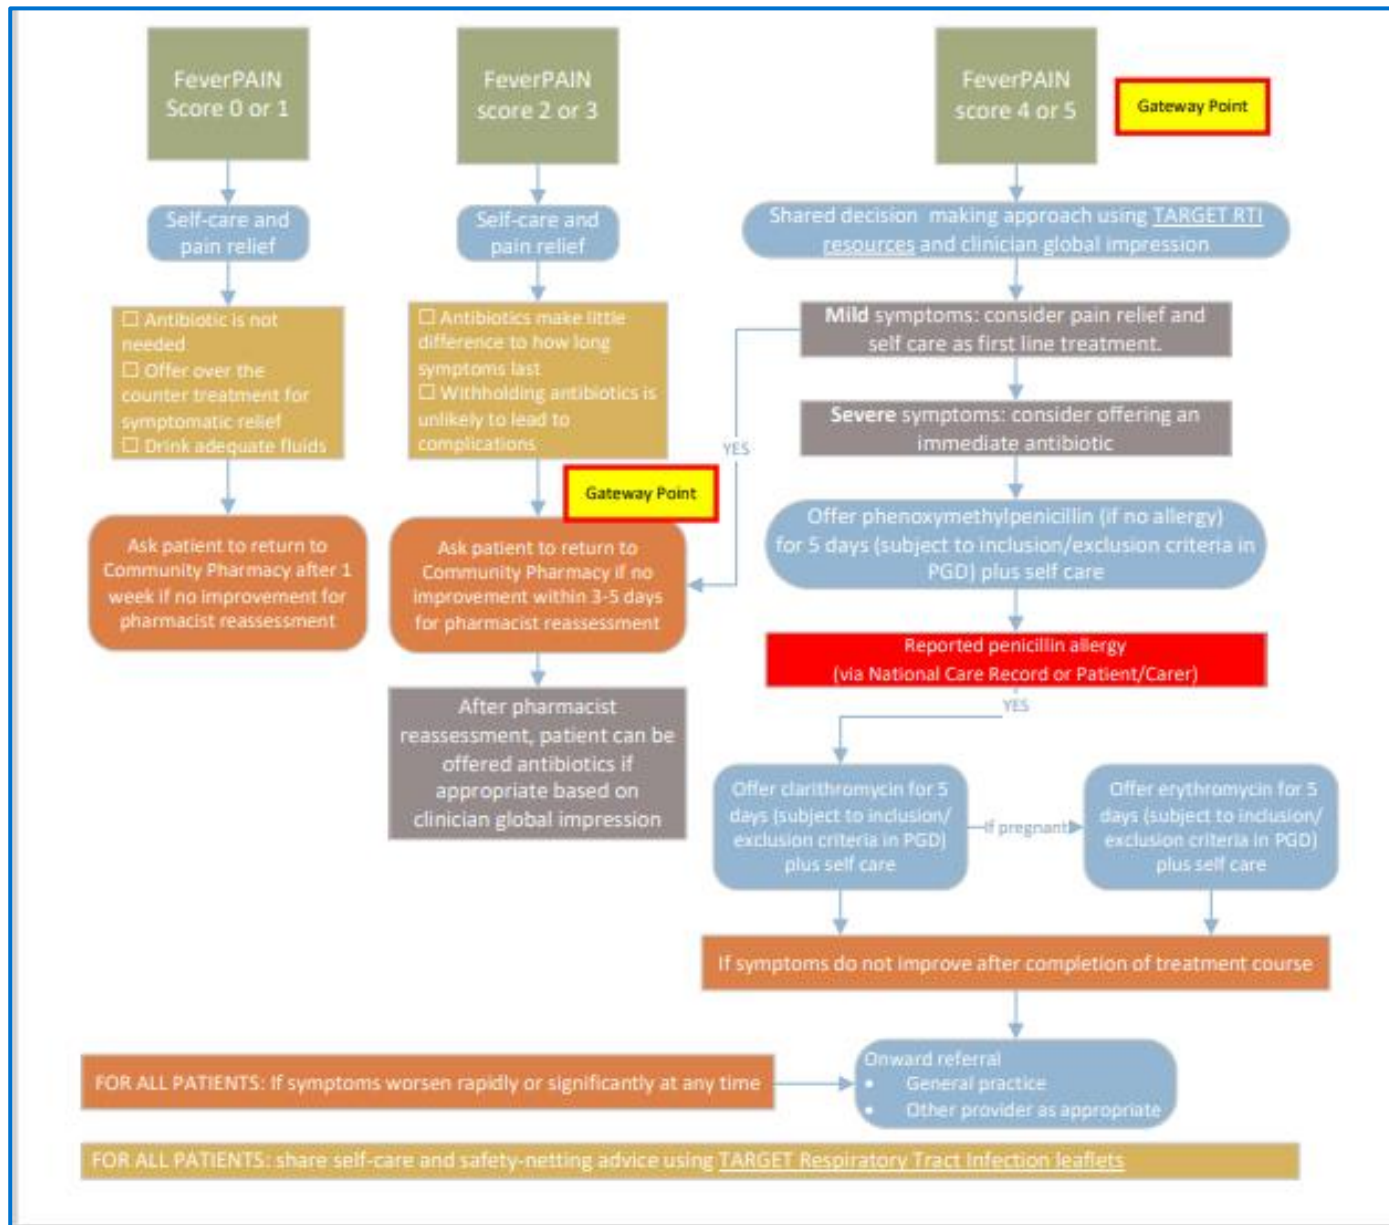 FeverPAIN
Score 0 or 1
Self-care and
pain relief
☐ Antibiotic is not
needed
☐ Offer over the
counter treatment for
symptomatic relief
☐ Drink adequate fluids
Ask patient to return to
Community Pharmacy after 1
week if no improvement for
pharmacist reassessment
FeverPAIN
score 2 or 3
Self-care and
pain relief
☐ Antibiotics make little
difference to how long
symptoms last
☐ Withholding antibiotics is
unlikely to lead to
complications
Gateway Point
Ask patient to return to
Community Pharmacy if no
improvement within 3-5 days
for pharmacist reassessment
After pharmacist
reassessment, patient can be
offered antibiotics if
appropriate based on
clinician global impression
FeverPAIN
score 4 or 5
Gateway Point
Shared decision making approach using TARGET RTI
resources and clinician global impression
Mild symptoms: consider pain relief and
self care as first line treatment.
YES
Severe symptoms: consider offering an
immediate antibiotic
Offer phenoxymethylpenicillin (if no allergy)
for 5 days (subject to inclusion/exclusion criteria in
PGD) plus self care
Reported penicillin allergy
(via National Care Record or Patient/Carer)
YES
Offer clarithromycin for 5
days (subject to inclusion/
exclusion criteria in PGD)
plus self care
If pregnant
Offer erythromycin for 5
days (subject to inclusion/
exclusion criteria in PGD)
plus self care
If symptoms do not improve after completion of treatment course
FOR ALL PATIENTS: If symptoms worsen rapidly or significantly at any time
Onward referral
• General practice
• Other provider as appropriate
FOR ALL PATIENTS: share self-care and safety-netting advice using TARGET Respiratory Tract Infection leaflets